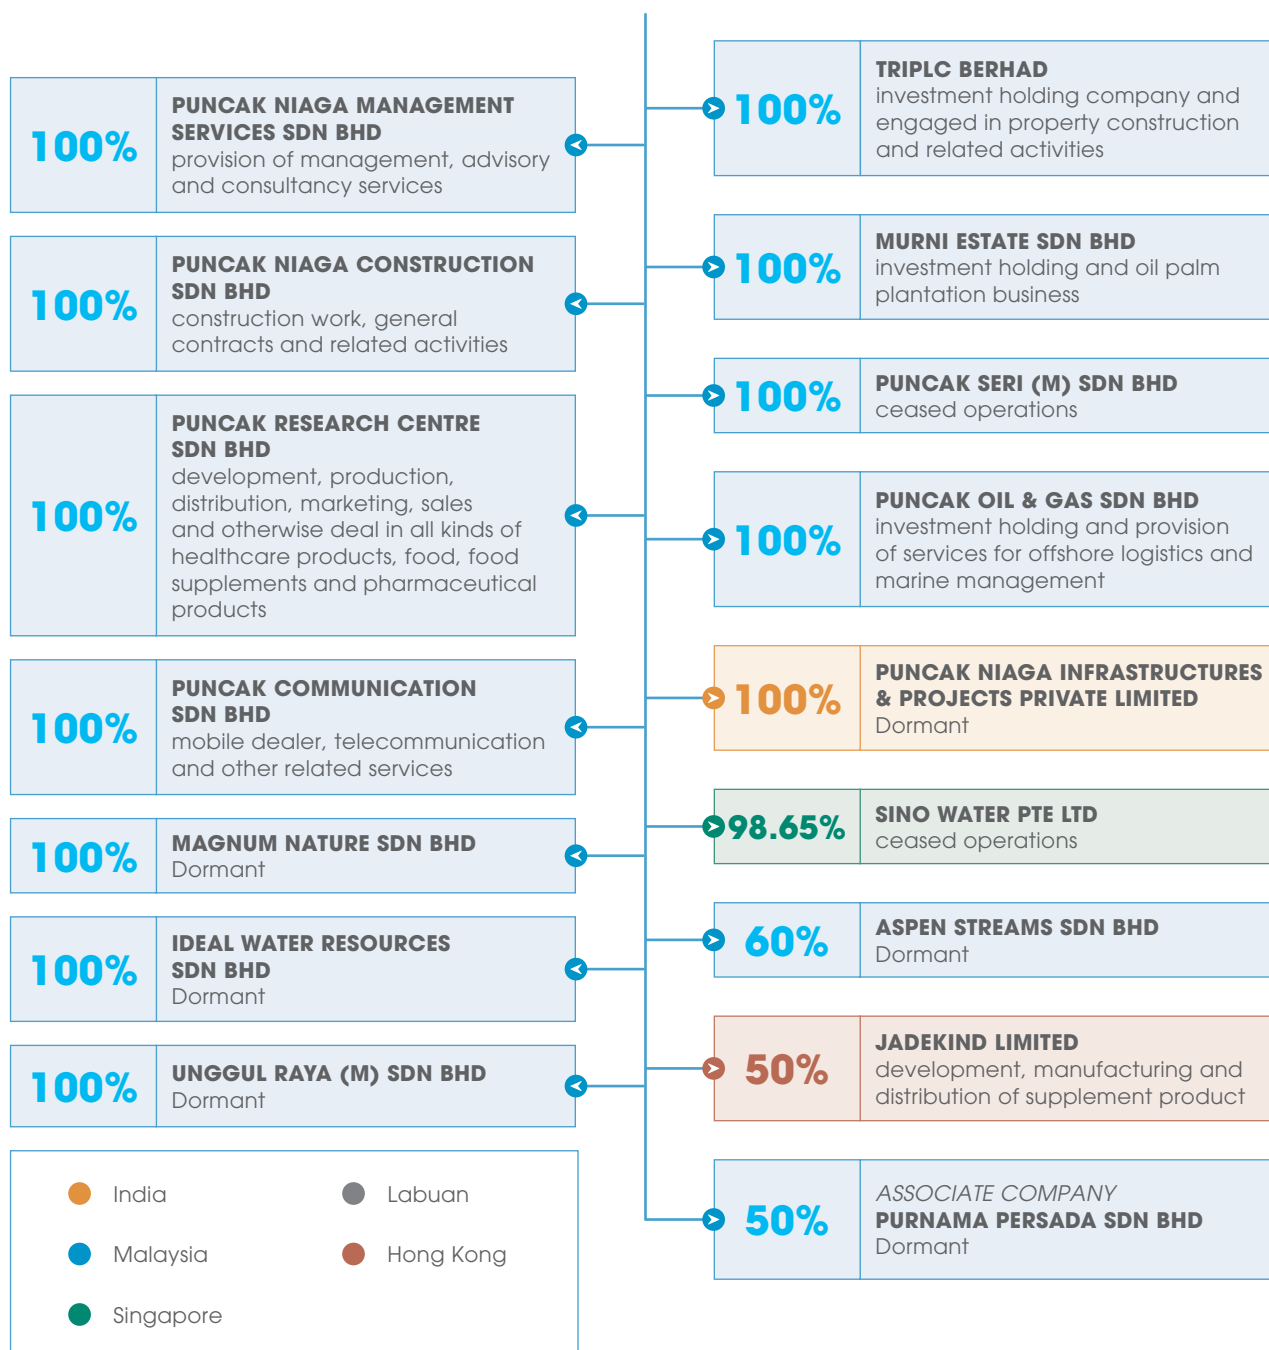 100%
PUNCAK NIAGA MANAGEMENT
SERVICES SDN BHD
provision of management, advisory
and consultancy services
100%
PUNCAK NIAGA CONSTRUCTION
SDN BHD
construction work, general
contracts and related activities
100%
PUNCAK RESEARCH CENTRE
SDN BHD
development, production,
distribution, marketing, sales
and otherwise deal in all kinds of
healthcare products, food, food
supplements and pharmaceutical
products
100%
PUNCAK COMMUNICATION
SDN BHD
mobile dealer, telecommunication
and other related services
100%
MAGNUM NATURE SDN BHD
Dormant
100%
IDEAL WATER RESOURCES
SDN BHD
Dormant
100%
UNGGUL RAYA (M) SDN BHD
Dormant
100%
TRIPLC BERHAD
investment holding company and
engaged in property construction
and related activities
100%
MURNI ESTATE SDN BHD
investment holding and oil palm
plantation business
100%
PUNCAK SERI (M) SDN BHD
ceased operations
100%
PUNCAK OIL & GAS SDN BHD
investment holding and provision
of services for offshore logistics and
marine management
100%
PUNCAK NIAGA INFRASTRUCTURES
& PROJECTS PRIVATE LIMITED
Dormant
98.65%
SINO WATER PTE LTD
ceased operations
60%
ASPEN STREAMS SDN BHD
Dormant
50%
JADEKIND LIMITED
development, manufacturing and
distribution of supplement product
50%
ASSOCIATE COMPANY
PURNAMA PERSADA SDN BHD
Dormant
India
Malaysia
Singapore
Labuan
Hong Kong